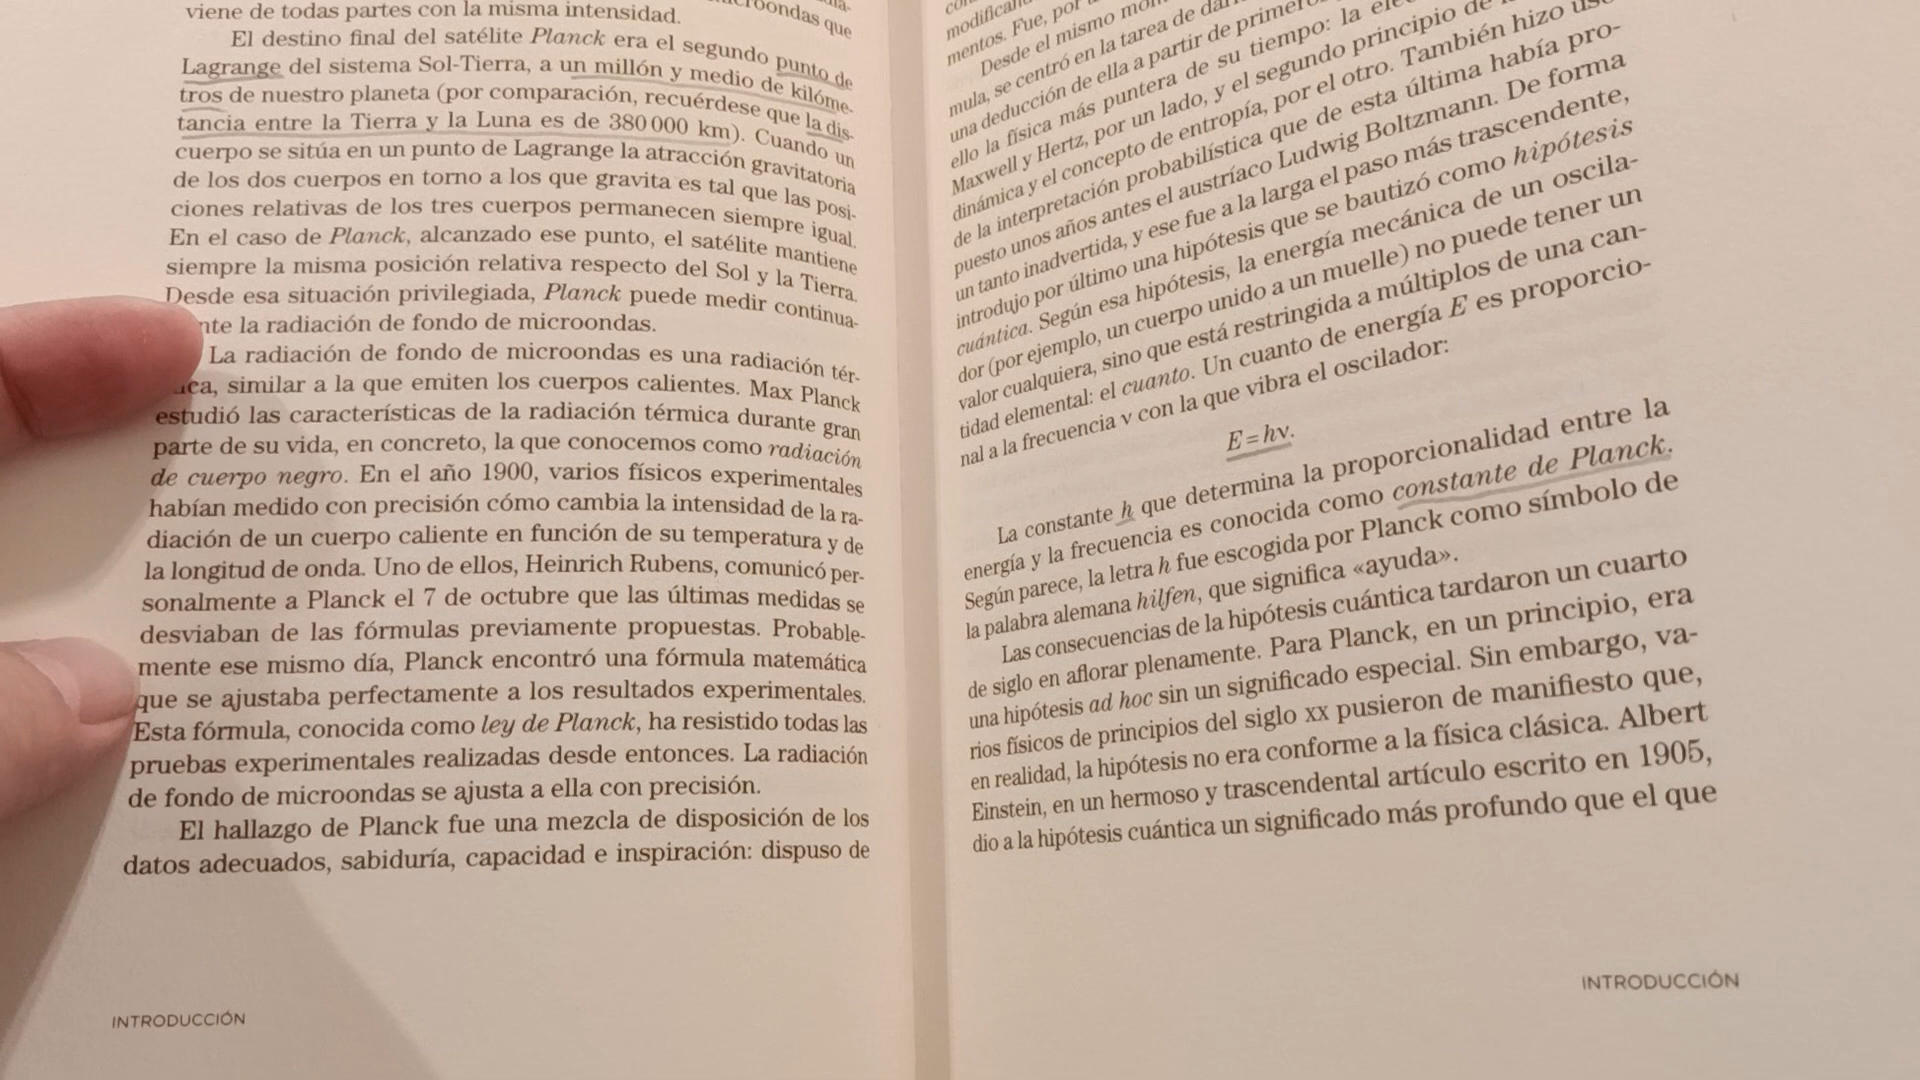 viene de todas partes con la misma intensidad.
El destino final del satélite Planck era el segundo punto de
Lagrange del sistema Sol-Tierra, a un millón y medio de kilóme-
tros de nuestro planeta (por comparación, recuérdese que la dis-
tancia entre la Tierra y la Luna es de 380 000 km). Cuando un
cuerpo se sitúa en un punto de Lagrange la atracción gravitatoria
de los dos cuerpos en torno a los que gravita es tal que las posi-
ciones relativas de los tres cuerpos permanecen siempre igual.
En el caso de Planck, alcanzado ese punto, el satélite mantiene
siempre la misma posición relativa respecto del Sol y la Tierra.
Desde esa situación privilegiada, Planck puede medir continua-
nte la radiación de fondo de microondas.
La radiación de fondo de microondas es una radiación tér-
ica, similar a la que emiten los cuerpos calientes. Max Planck
estudió las características de la radiación térmica durante gran
parte de su vida, en concreto, la que conocemos como radiación
de cuerpo negro. En el año 1900, varios físicos experimentales
habían medido con precisión cómo cambia la intensidad de la ra-
diación de un cuerpo caliente en función de su temperatura y de
la longitud de onda. Uno de ellos, Heinrich Rubens, comunicó per-
sonalmente a Planck el 7 de octubre que las últimas medidas se
desviaban de las fórmulas previamente propuestas. Probable-
mente ese mismo día, Planck encontró una fórmula matemática
que se ajustaba perfectamente a los resultados experimentales.
Esta fórmula, conocida como ley de Planck, ha resistido todas las
pruebas experimentales realizadas desde entonces. La radiación
de fondo de microondas se ajusta a ella con precisión.
El hallazgo de Planck fue una mezcla de disposición de los
datos adecuados, sabiduría, capacidad e inspiración: dispuso de
INTRODUCCIÓN
mentos. Fue, por
Desde el mismo
mula, se centró en la tarea de
una deducción de ella a partir de
ello la física más puntera de su tiempo: la
Maxwell y Hertz, por un lado, y el segundo principio de
dinámica y el concepto de entropía, por el otro. También hizo uso
de la interpretación probabilística que de esta última había pro-
puesto unos años antes el austríaco Ludwig Boltzmann. De forma
un tanto inadvertida, y ese fue a la larga el paso más trascendente,
introdujo por último una hipótesis que se bautizó como hipótesis
cuántica. Según esa hipótesis, la energía mecánica de un oscila-
dor (por ejemplo, un cuerpo unido a un muelle) no puede tener un
valor cualquiera, sino que está restringida a múltiplos de una can-
tidad elemental: el cuanto. Un cuanto de energía E es proporcio-
nal a la frecuencia ν con la que vibra el oscilador:
E=hν.
La constante h que determina la proporcionalidad entre la
energía y la frecuencia es conocida como constante de Planck.
Según parece, la letra h fue escogida por Planck como símbolo de
la palabra alemana hilfen, que significa «ayuda».
Las consecuencias de la hipótesis cuántica tardaron un cuarto
de siglo en aflorar plenamente. Para Planck, en un principio, era
una hipótesis ad hoc sin un significado especial. Sin embargo, va-
rios físicos de principios del siglo XX pusieron de manifiesto que,
en realidad, la hipótesis no era conforme a la física clásica. Albert
Einstein, en un hermoso y trascendental artículo escrito en 1905,
dio a la hipótesis cuántica un significado más profundo que el que
INTRODUCCIÓN